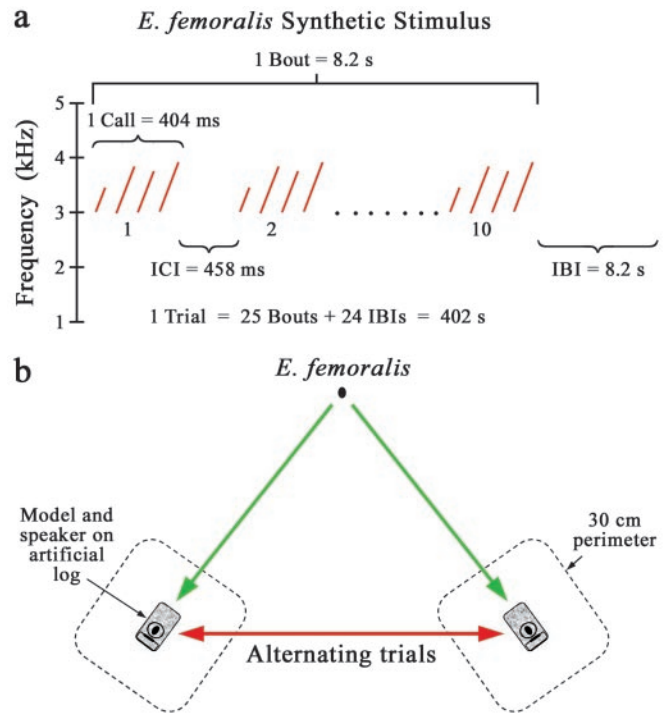 a
E. femoralis Synthetic Stimulus
1 Bout = 8.2 s
1 Call = 404 ms
Frequency (kHz)
5
4
3
2
1
1
2
. . . . . . . .
10
ICI = 458 ms
IBI = 8.2 s
1 Trial = 25 Bouts + 24 IBIs = 402 s
b
E. femoralis
Model and
speaker on
artificial
log
30 cm
perimeter
Alternating trials